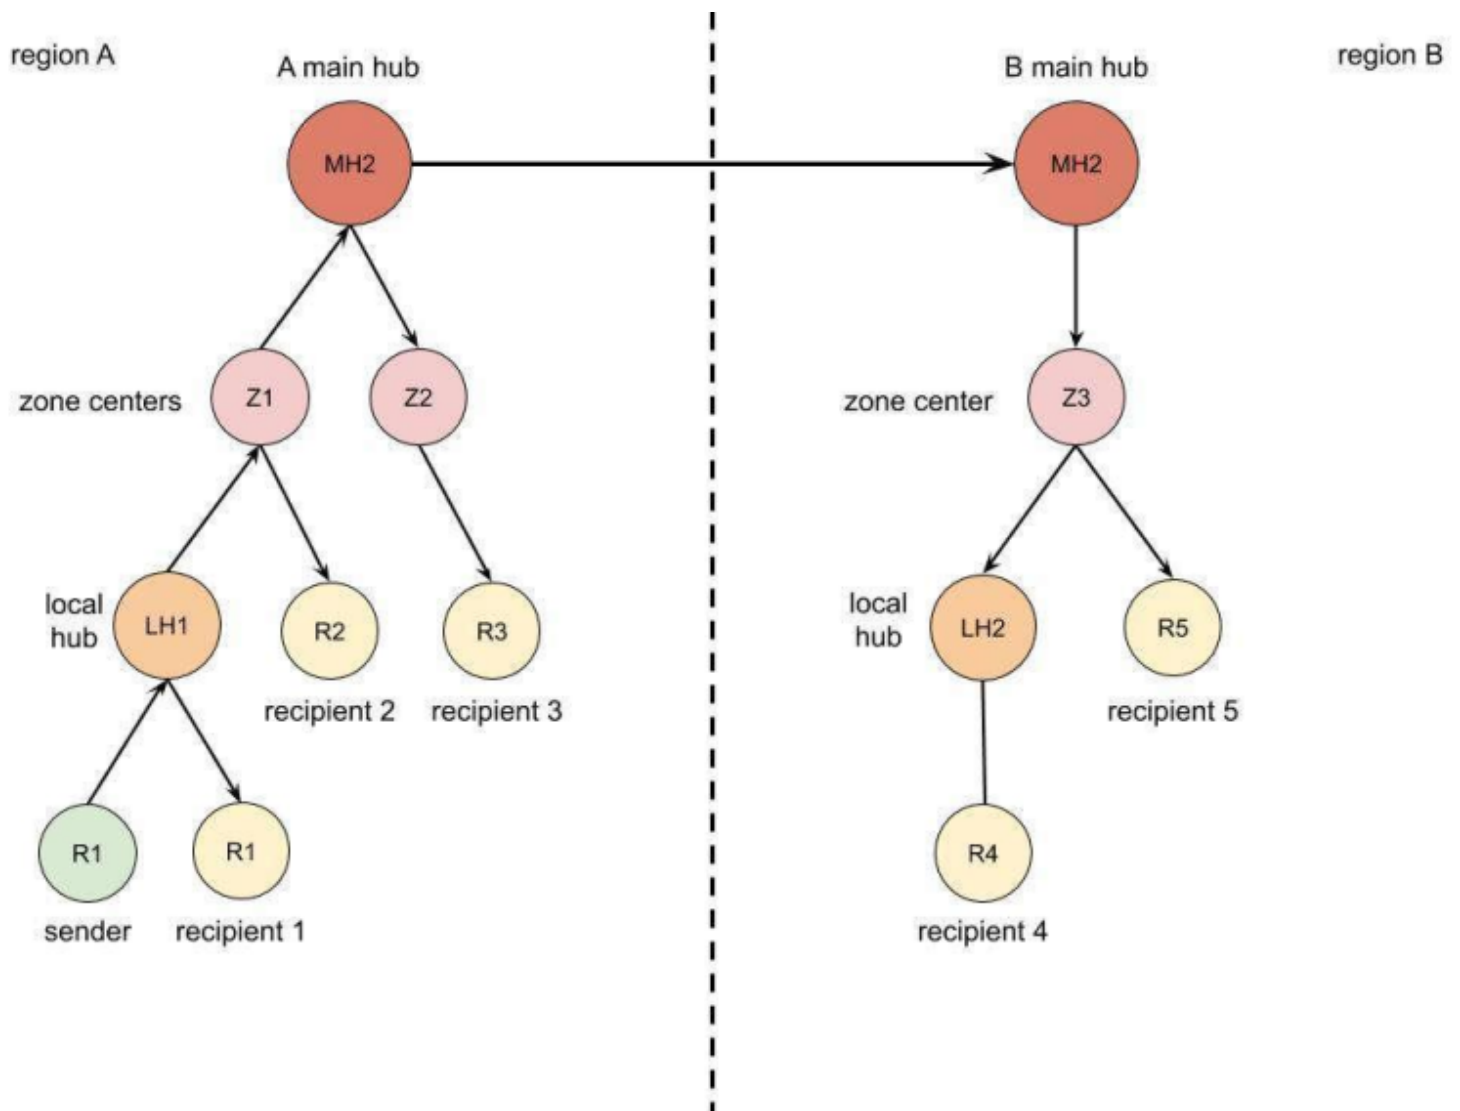 region A
A main hub
B main hub
region B
MH2
MH2
zone centers
Z1
Z2
zone center
Z3
local
hub
LH1
R2
R3
local
hub
LH2
R5
recipient 2
recipient 3
recipient 5
R1
R1
R4
sender
recipient 1
recipient 4